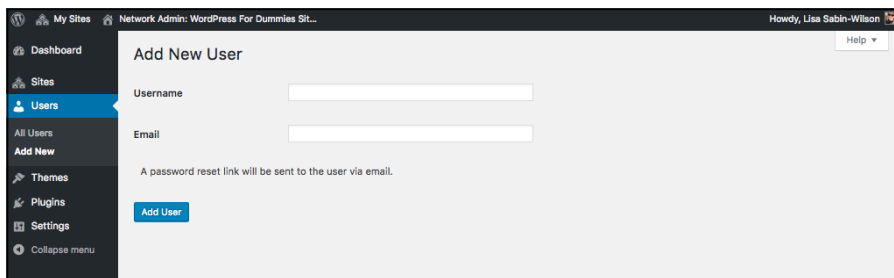 My Sites Network Admin: WordPress For Dummies Sit... Howdy, Lisa Sabin-Wilson
Help
Dashboard
Sites
Users
All Users
Add New
Themes
Plugins
Settings
Collapse menu
Add New User
Username
Email
A password reset link will be sent to the user via email.
Add User